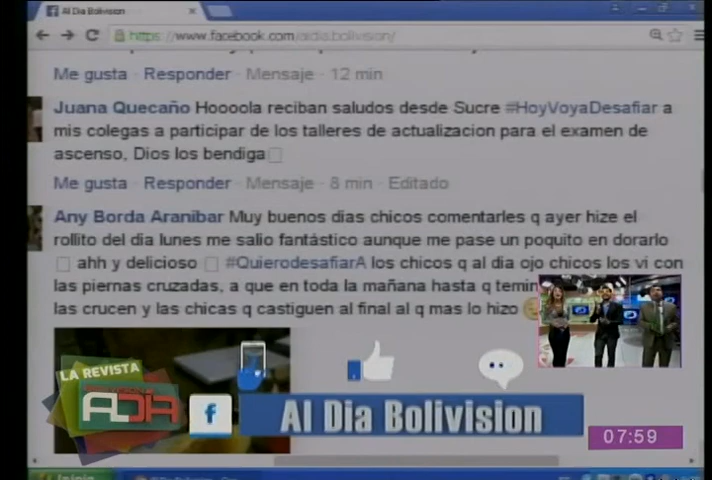 Al Dia Bolivision
https://www.facebook.com/aldia.bolivision/
Me gusta · Responder · Mensaje · 12 min
Juana Quecaño Hoooola reciban saludos desde Sucre #HoyVoyaDesafiar a
mis colegas a participar de los talleres de actualizacion para el examen de
ascenso, Dios los bendiga
Me gusta · Responder · Mensaje · 8 min · Editado
Any Borda Aranibar Muy buenos dias chicos comentarles q ayer hize el
rollito del dia lunes me salio fantástico aunque me pase un poquito en dorarlo
ahh y delicioso #QuierodesafiarA los chicos q al dia ojo chicos los vi con
las piernas cruzadas, a que en toda la mañana hasta q temin
las crucen y las chicas q castiguen al final al q mas lo hizo
LA REVISTA
AL DÍA
f
Al Dia Bolivision
07:59
Inicio